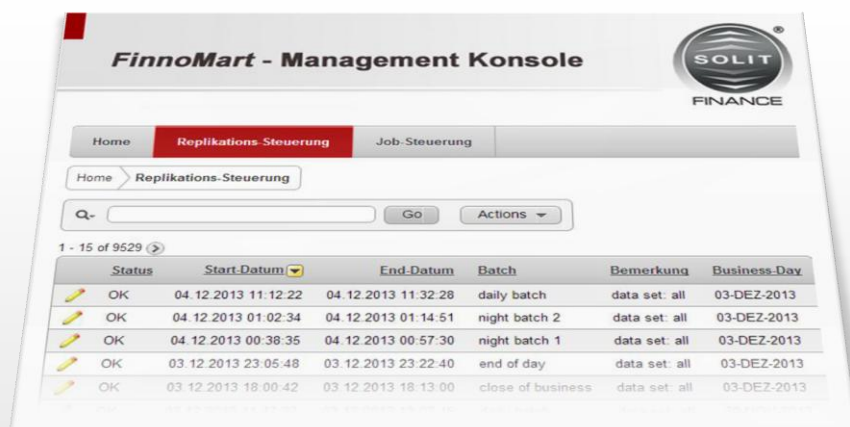 FinnoMart - Management Konsole
SOLIT
®
FINANCE
Home Replikations-Steuerung Job-Steuerung
Home Replikations-Steuerung
Go Actions
1 - 15 of 9529
Status Start-Datum End-Datum Batch Bemerkung Business-Day
OK 04.12.2013 11:12:22 04.12.2013 11:32:28 daily batch data set: all 03-DEZ-2013
OK 04.12.2013 01:02:34 04.12.2013 01:14:51 night batch 2 data set: all 03-DEZ-2013
OK 04.12.2013 00:38:35 04.12.2013 00:57:30 night batch 1 data set: all 03-DEZ-2013
OK 03.12.2013 23:05:48 03.12.2013 23:22:40 end of day data set: all 03-DEZ-2013
OK 03.12.2013 18:00:42 03.12.2013 18:13:00 close of business data set: all 03-DEZ-2013